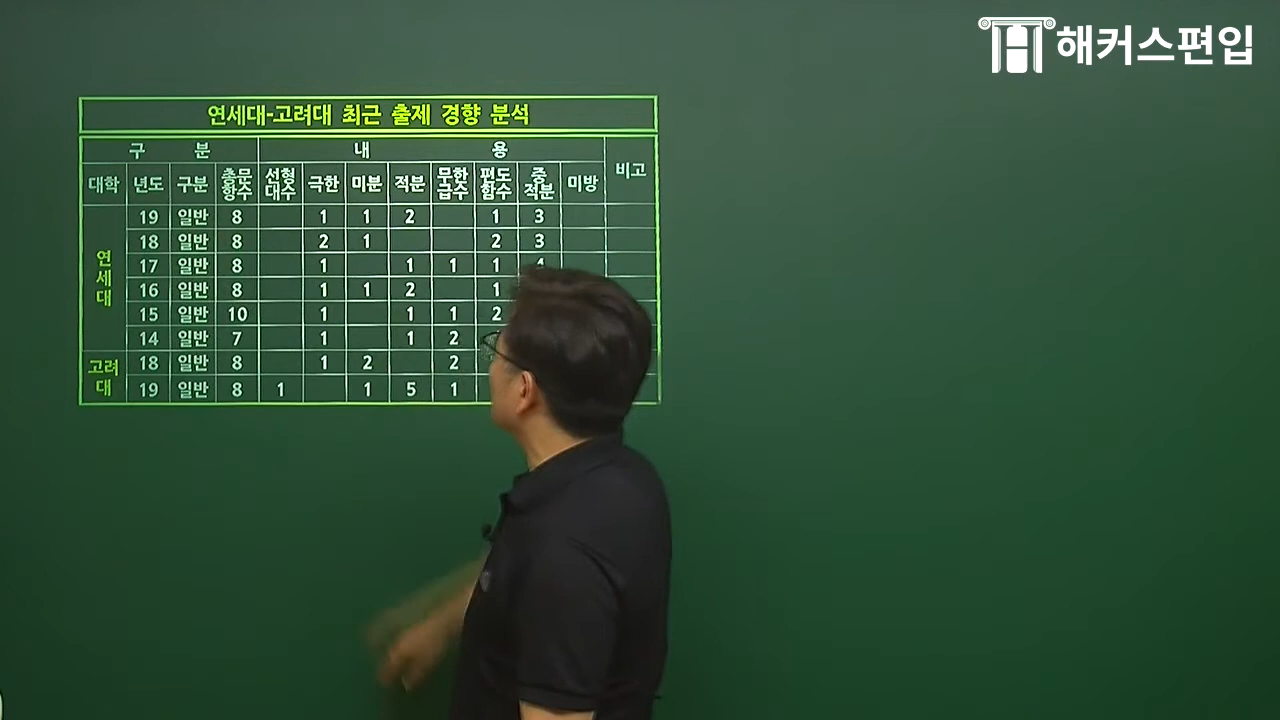 해커스편입
연세대-고려대 최근 출제 경향 분석
구 분 내 용 비고
대학 년도 구분 총문항수 선형대수 극한 미분 적분 무한급수 편도함수 중적분 미방
연세대
19 일반 8 1 1 2 1 3
18 일반 8 2 1 2 3
17 일반 8 1 1 1 1
16 일반 8 1 1 2 1
15 일반 10 1 1 1 2
14 일반 7 1 1 2
고려대
18 일반 8 1 2 2
19 일반 8 1 1 5 1